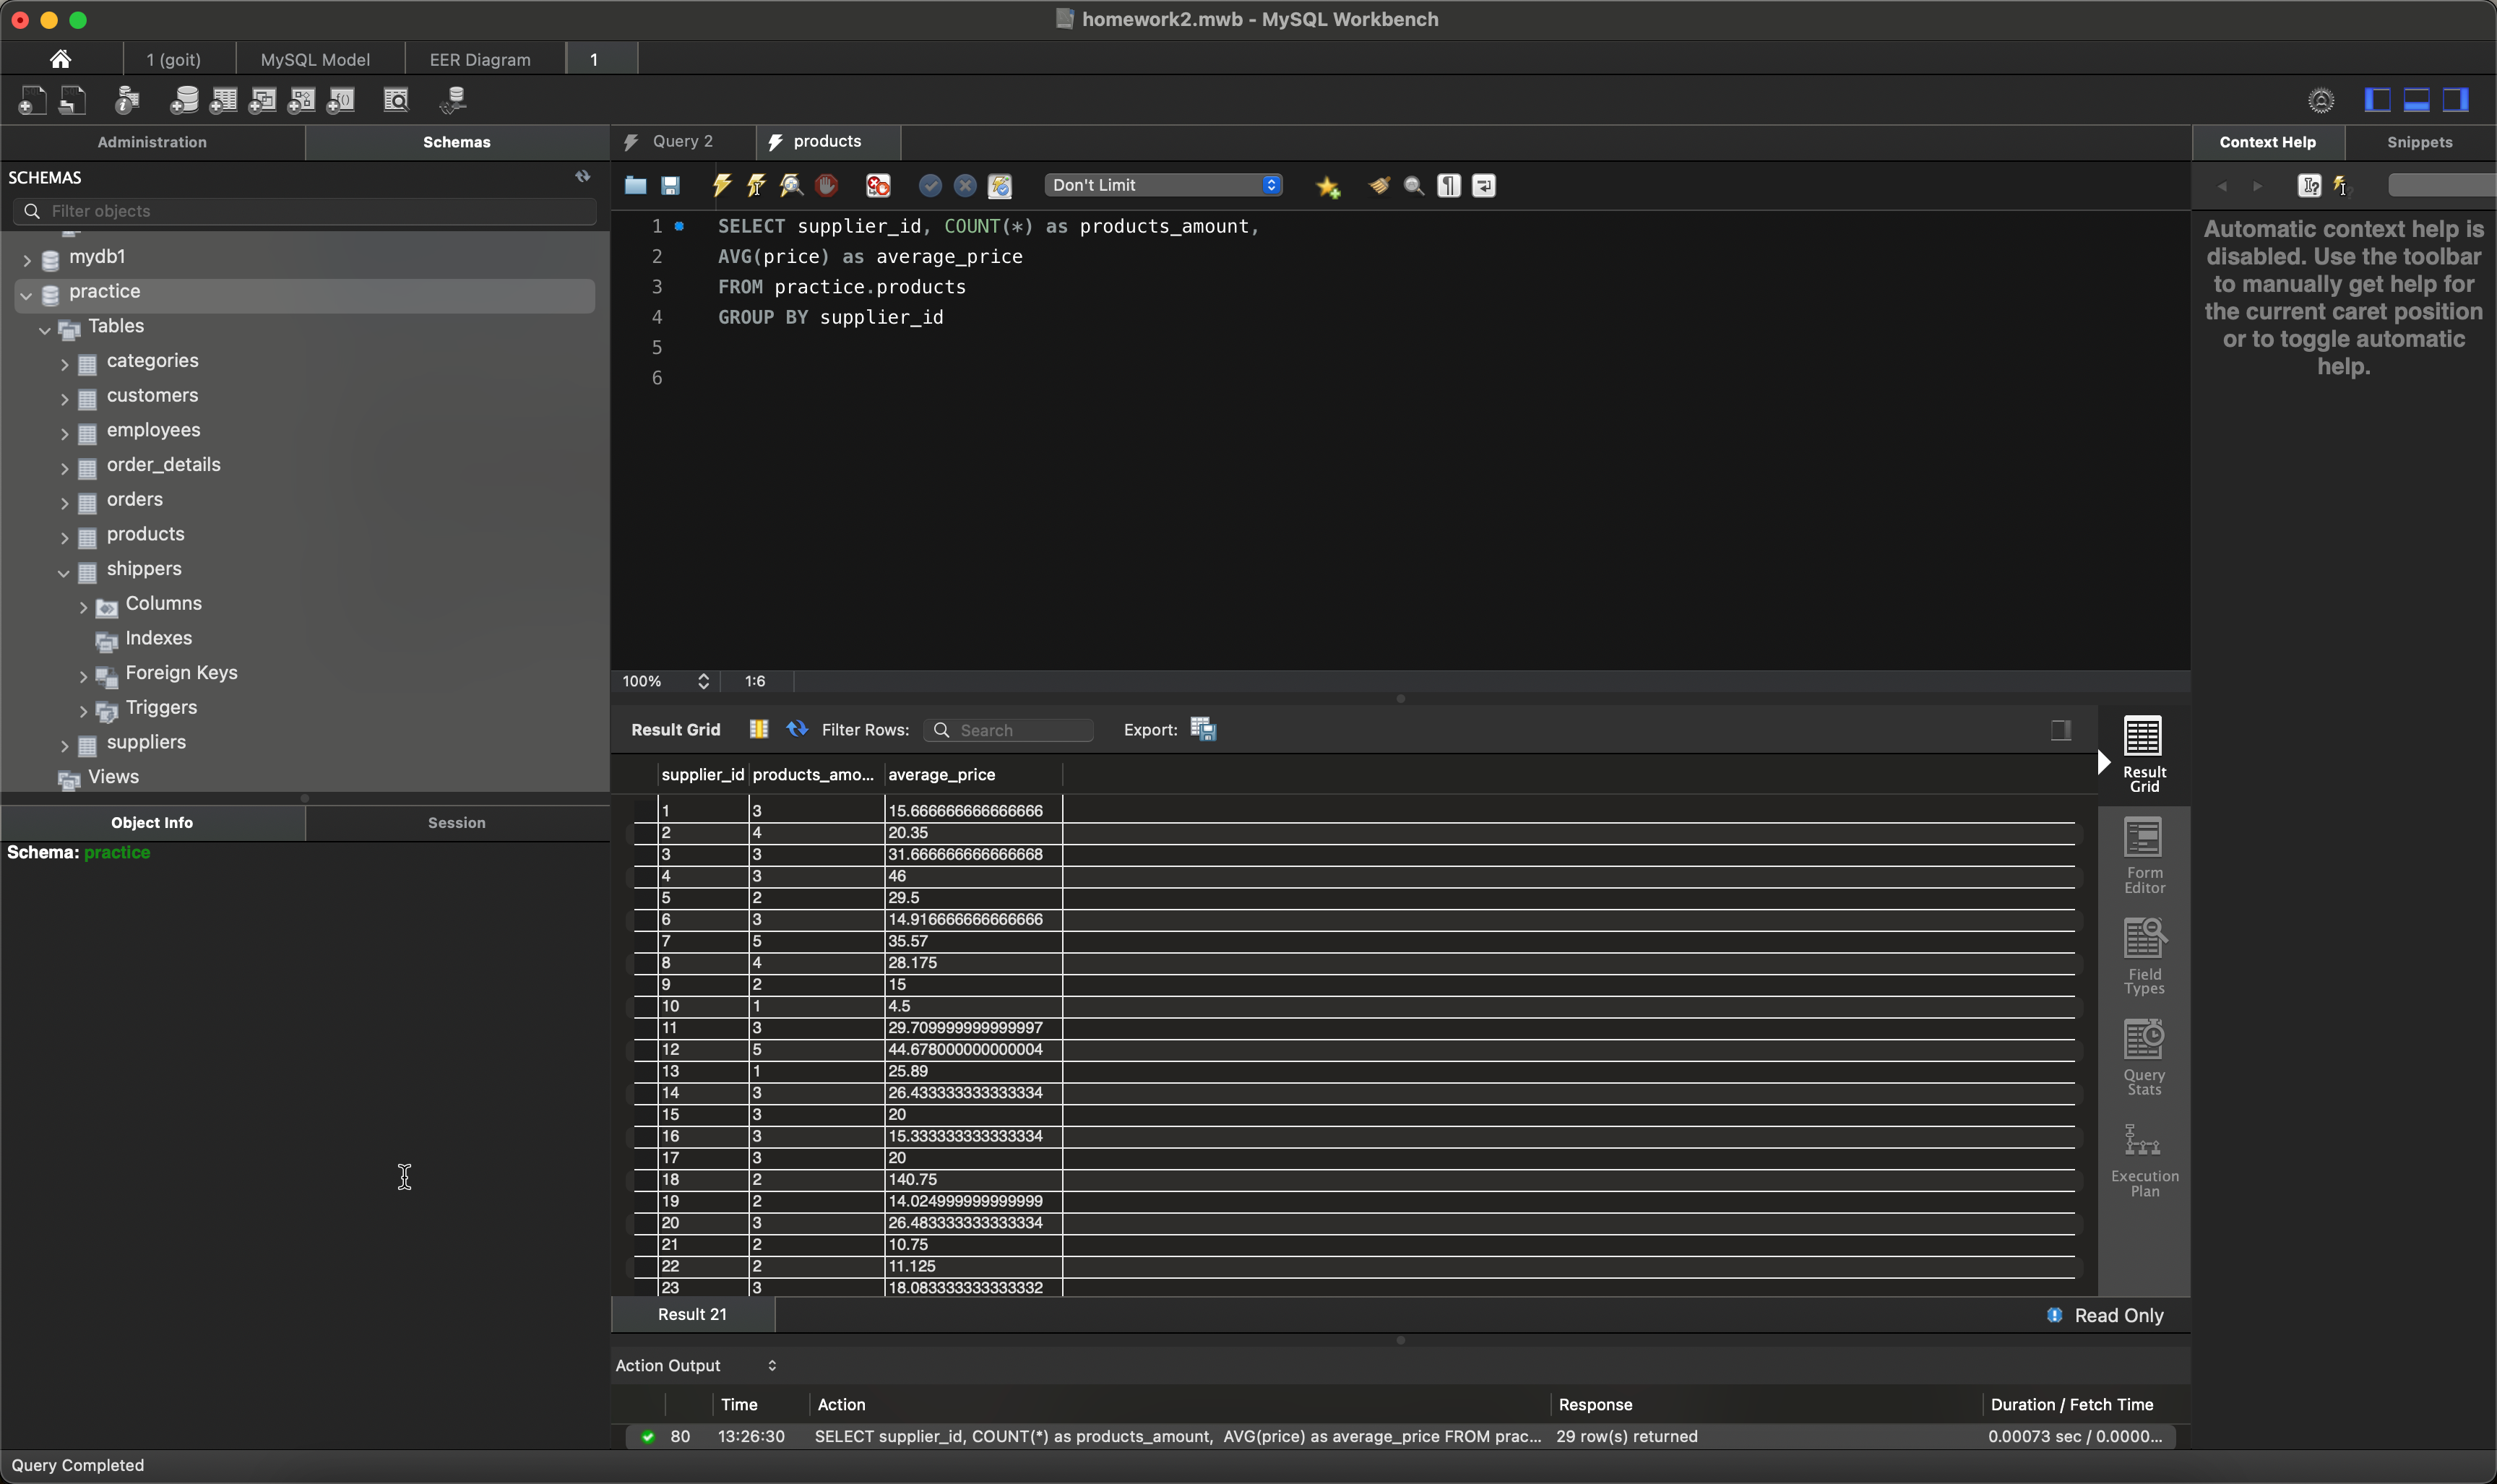 homework2.mwb - MySQL Workbench
1 (goit)
MySQL Model
EER Diagram
1
Administration
Schemas
Query 2
products
Context Help
Snippets
SCHEMAS
Filter objects
Don't Limit
mydb1
practice
Tables
categories
customers
employees
order_details
orders
products
shippers
Columns
Indexes
Foreign Keys
Triggers
suppliers
Views
1 SELECT supplier_id, COUNT(*) as products_amount,
2 AVG(price) as average_price
3 FROM practice.products
4 GROUP BY supplier_id
5
6
Automatic context help is
disabled. Use the toolbar
to manually get help for
the current caret position
or to toggle automatic
help.
100% 1:6
Result Grid Filter Rows: Search Export:
supplier_id products_amo... average_price
1 3 15.666666666666666
2 4 20.35
3 3 31.666666666666668
4 3 46
5 2 29.5
6 3 14.916666666666666
7 5 35.57
8 4 28.175
9 2 15
10 1 4.5
11 3 29.709999999999997
12 5 44.678000000000004
13 1 25.89
14 3 26.433333333333334
15 3 20
16 3 15.333333333333334
17 3 20
18 2 140.75
19 2 14.024999999999999
20 3 26.483333333333334
21 2 10.75
22 2 11.125
23 3 18.083333333333332
Result
Grid
Form
Editor
Field
Types
Query
Stats
Execution
Plan
Object Info
Session
Schema: practice
Result 21
Read Only
Action Output
Time Action Response Duration / Fetch Time
80 13:26:30 SELECT supplier_id, COUNT(*) as products_amount, AVG(price) as average_price FROM prac... 29 row(s) returned 0.00073 sec / 0.0000...
Query Completed